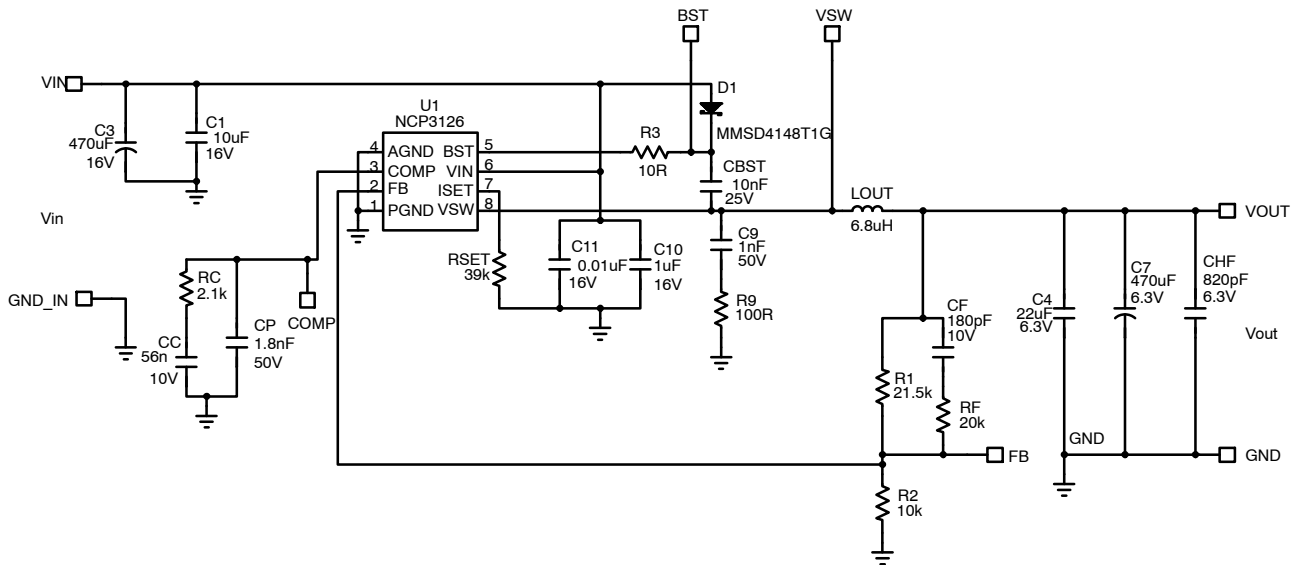 BST
VSW
VIN
D1
C3
470uF
16V
C1
10uF
16V
U1
NCP3126
MMSD4148T1G
4 AGND BST 5
3 COMP VIN 6
2 FB ISET 7
1 PGND VSW 8
R3
10R
CBST
10nF
25V
LOUT
6.8uH
VOUT
Vin
C9
1nF
50V
C11
0.01uF
16V
C10
1uF
16V
RSET
39k
R9
100R
RC
2.1k
GND_IN
COMP
CP
1.8nF
50V
CC
56n
10V
CF
180pF
10V
C4
22uF
6.3V
C7
470uF
6.3V
CHF
820pF
6.3V
Vout
R1
21.5k
RF
20k
GND
FB
GND
R2
10k